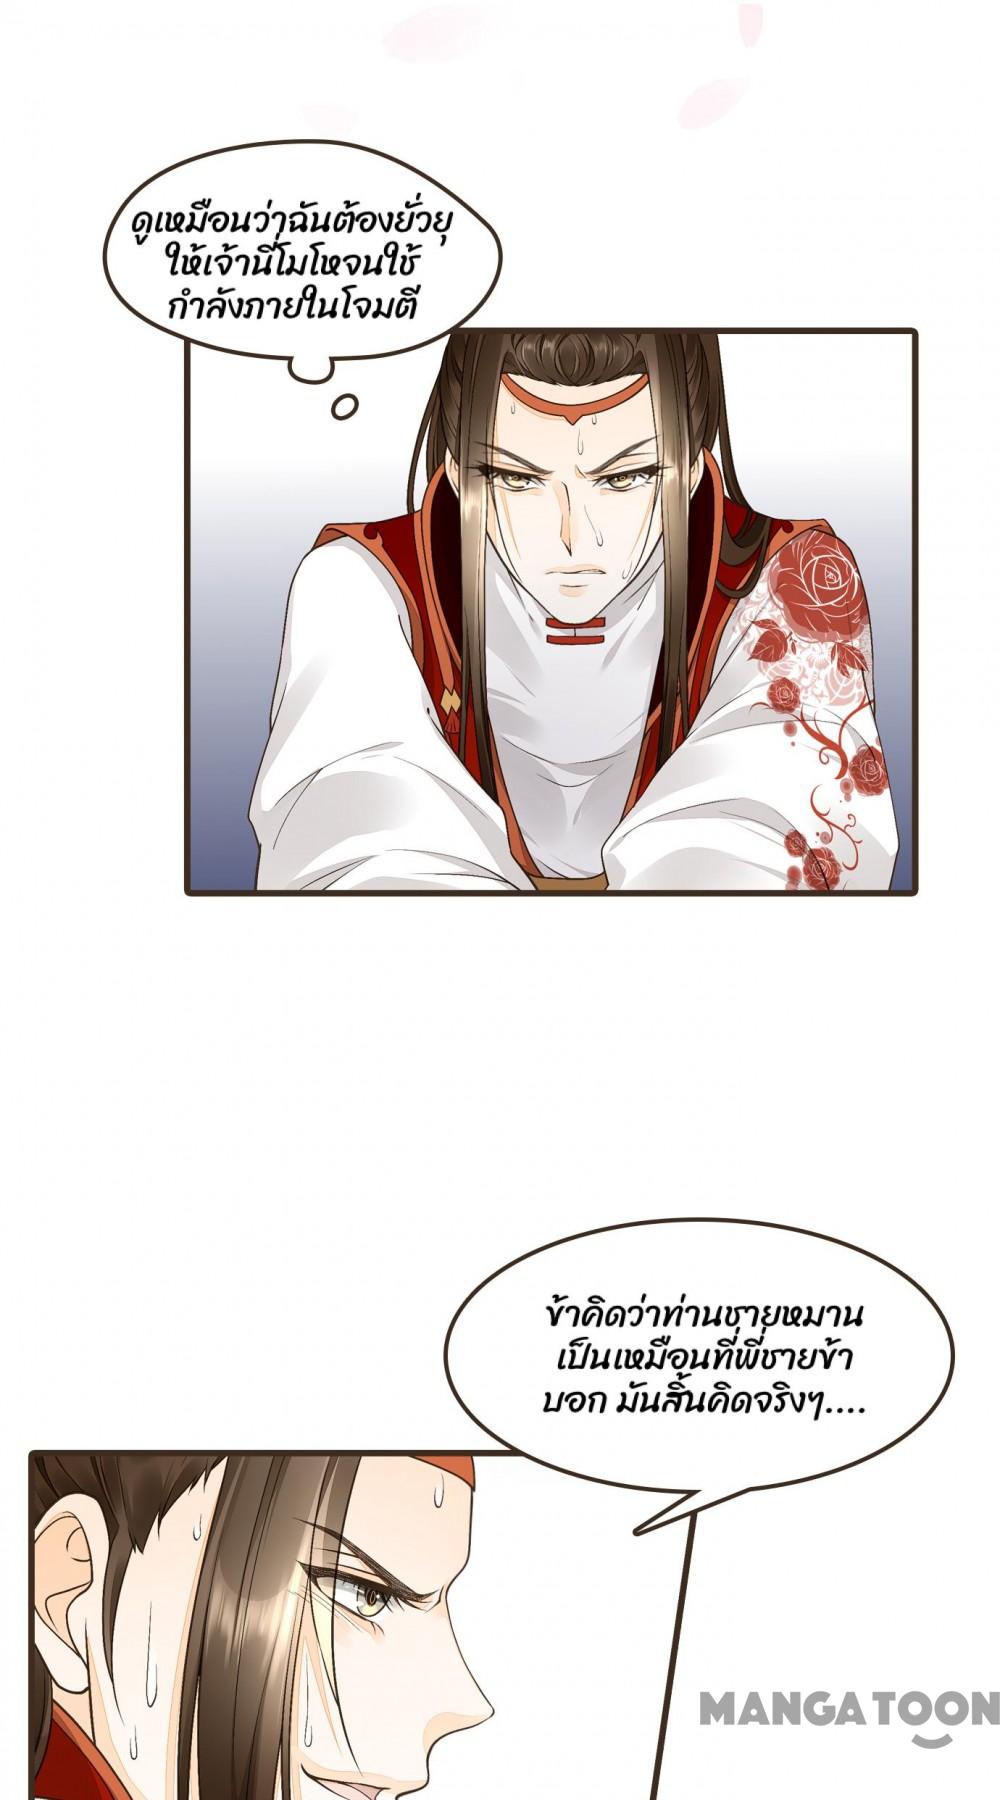 ดูเหมือนว่าฉันต้องยั่วยุ
ให้เจ้านี่โมโหจนใช้
กำลังภายในโจมตี
ข้าคิดว่าท่านชายหมาน
เป็นเหมือนที่พี่ชายข้า
บอก มันสิ้นคิดจริงๆ....
MANGATOON